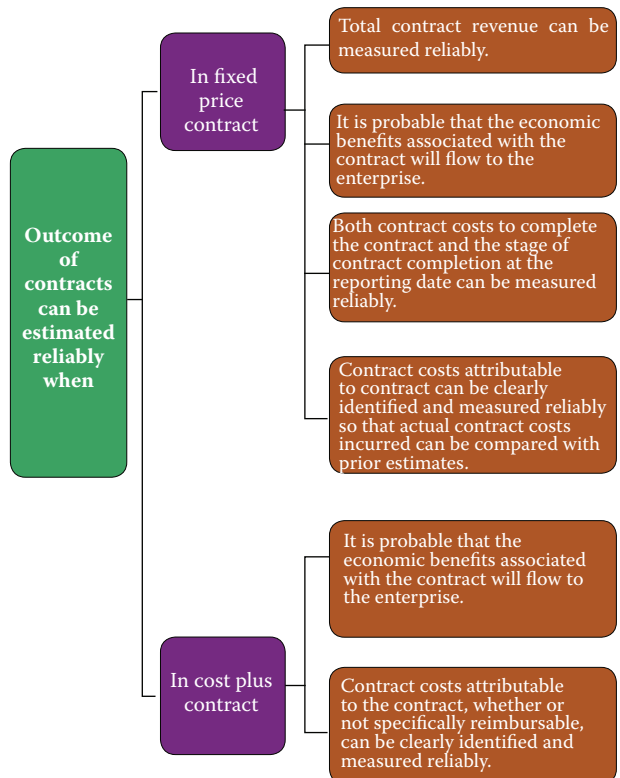 Outcome
of
contracts
can be
estimated
reliably
when
In fixed
price
contract
Total contract revenue can be
measured reliably.
It is probable that the economic
benefits associated with the
contract will flow to the
enterprise.
Both contract costs to complete
the contract and the stage of
contract completion at the
reporting date can be measured
reliably.
Contract costs attributable
to contract can be clearly
identified and measured reliably
so that actual contract costs
incurred can be compared with
prior estimates.
In cost plus
contract
It is probable that the
economic benefits associated
with the contract will flow to
the enterprise.
Contract costs attributable
to the contract, whether or
not specifically reimbursable,
can be clearly identified and
measured reliably.